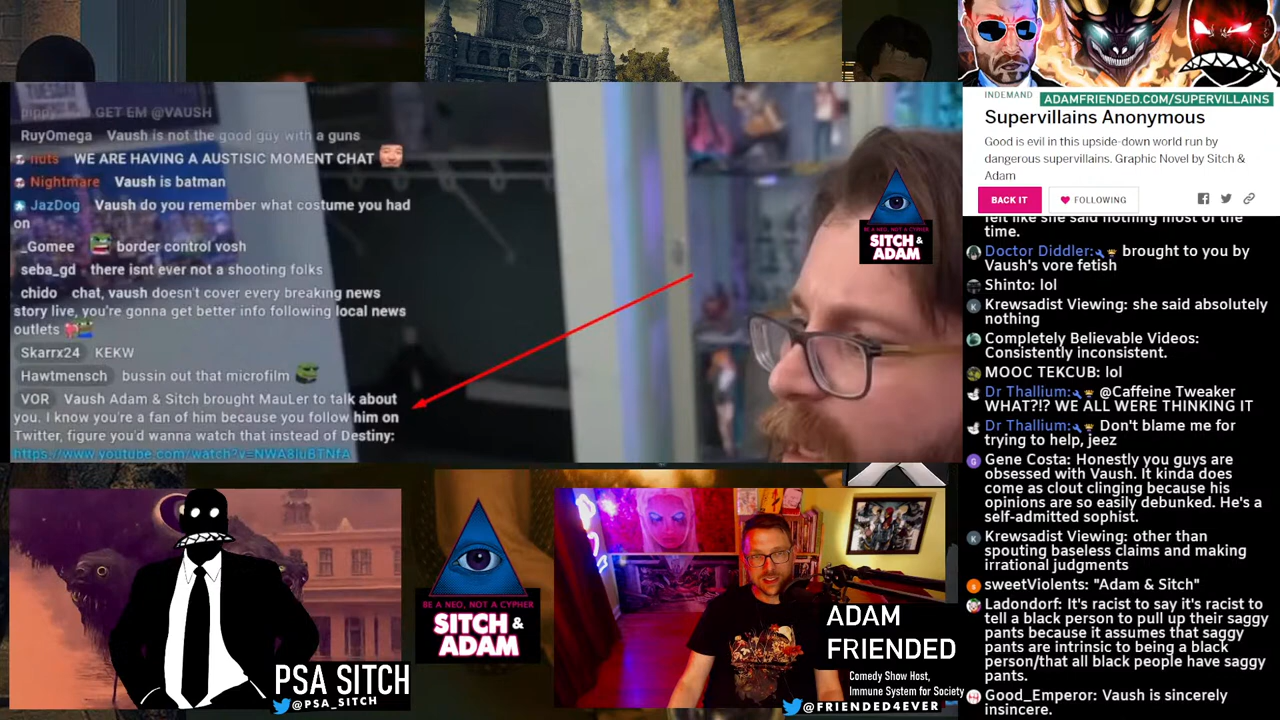 TUESDAY
GET EM @VAUSH
RuyOmega Vaush is not the good guy with a guns
nuts WE ARE HAVING A AUSTISIC MOMENT CHAT
Nightmare Vaush is batman
JazDog Vaush do you remember what costume you had
on
_Gomee border control vosh
seba_gd there isnt ever not a shooting folks
chido chat, vaush doesn't cover every breaking news
story live, you're gonna get better info following local news
outlets
Skarrx24 KEKW
Hawtmensch bussin out that microfilm
VOR Vaush Adam & Sitch brought MauLer to talk about
you. I know you're a fan of him because you follow him on
Twitter, figure you'd wanna watch that instead of Destiny:
https://www.youtube.com/watch?v=NWA8luBTNfA
BE A NEO, NOT A CYPHER
SITCH &
ADAM
INDEMAND
ADAMFRIENDED.COM/SUPERVILLAINS
Supervillains Anonymous
Good is evil in this upside-down world run by
dangerous supervillains. Graphic Novel by Sitch &
Adam
BACK IT
FOLLOWING
felt like she said nothing most of the
time.
Doctor Diddler: brought to you by
Vaush's vore fetish
Shinto: lol
Krewsadist Viewing: she said absolutely
nothing
Completely Believable Videos:
Consistently inconsistent.
MOOC TEKCUB: lol
Dr Thallium: @Caffeine Tweaker
WHAT?!? WE ALL WERE THINKING IT
Dr Thallium: Don't blame me for
trying to help, jeez
Gene Costa: Honestly you guys are
obsessed with Vaush. It kinda does
come as clout clinging because his
opinions are so easily debunked. He's a
self-admitted sophist.
Krewsadist Viewing: other than
spouting baseless claims and making
irrational judgments
sweetViolents: "Adam & Sitch"
Ladondorf: It's racist to say it's racist to
tell a black person to pull up their saggy
pants because it assumes that saggy
pants are intrinsic to being a black
person/that all black people have saggy
pants.
Good_Emperor: Vaush is sincerely
insincere.
PSA SITCH
@PSA_SITCH
BE A NEO, NOT A CYPHER
SITCH &
ADAM
ADAM
FRIENDED
Comedy Show Host,
Immune System for Society
@FRIENDED4EVER